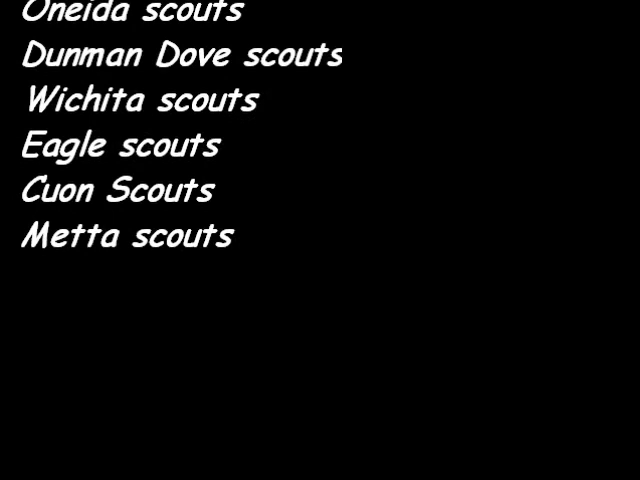 Oneida scouts
Dunman Dove scouts
Wichita scouts
Eagle scouts
Cuon Scouts
Metta scouts